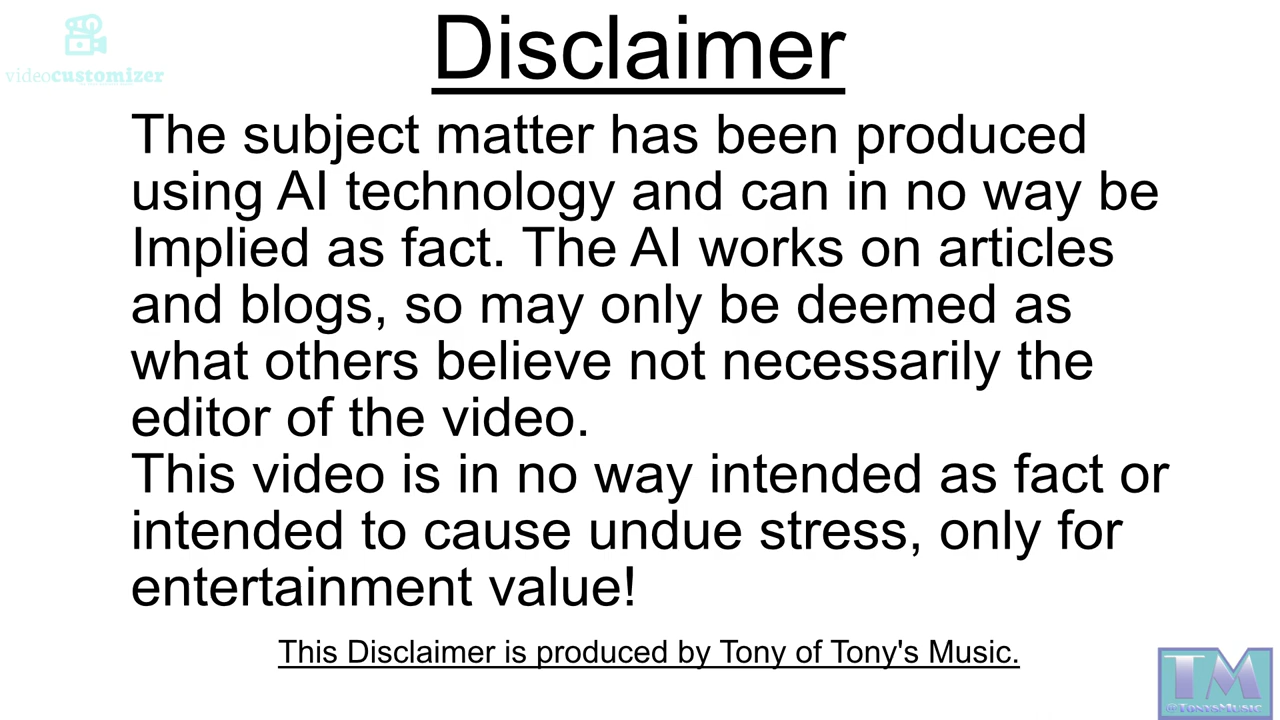 Disclaimer
videocustomizer
The subject matter has been produced
using AI technology and can in no way be
Implied as fact. The AI works on articles
and blogs, so may only be deemed as
what others believe not necessarily the
editor of the video.
This video is in no way intended as fact or
intended to cause undue stress, only for
entertainment value!
This Disclaimer is produced by Tony of Tony's Music.
TM
@TonysMusic